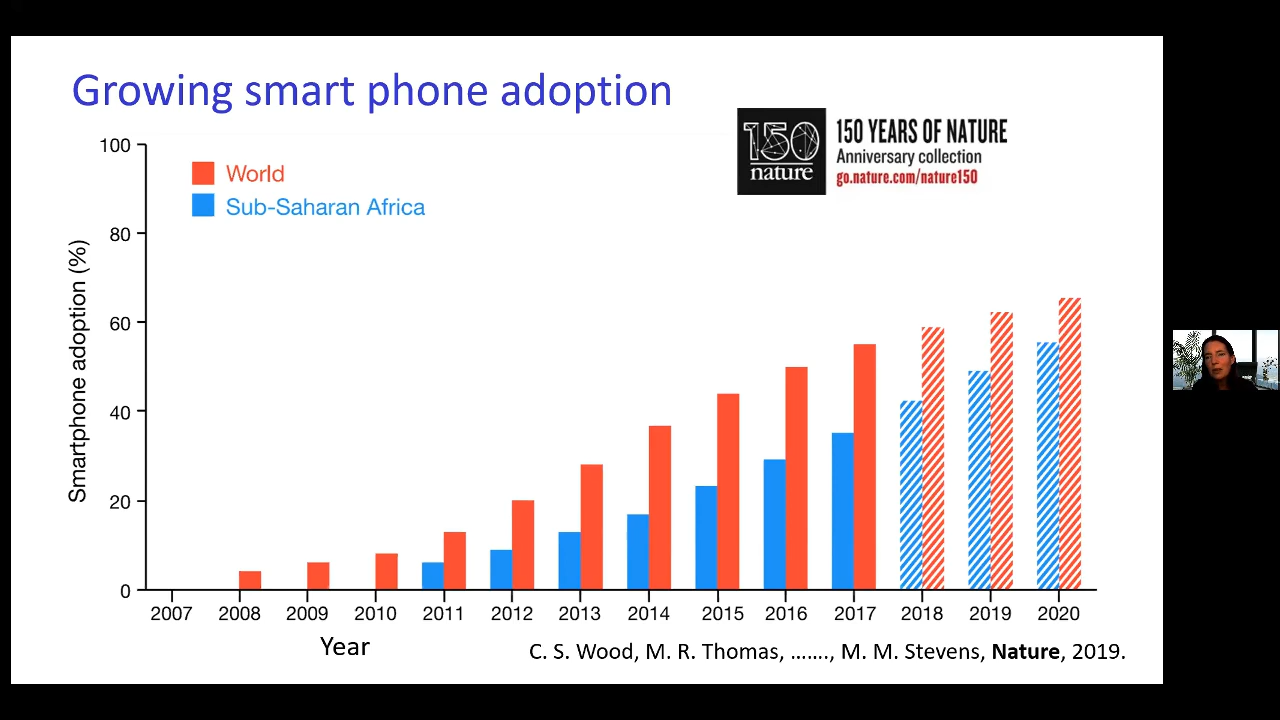 Growing smart phone adoption
150
nature
150 YEARS OF NATURE
Anniversary collection
go.nature.com/nature150
World
Sub-Saharan Africa
Smartphone adoption (%)
100
80
60
40
20
0
2007 2008 2009 2010 2011 2012 2013 2014 2015 2016 2017 2018 2019 2020
Year
C. S. Wood, M. R. Thomas, ……., M. M. Stevens, Nature, 2019.